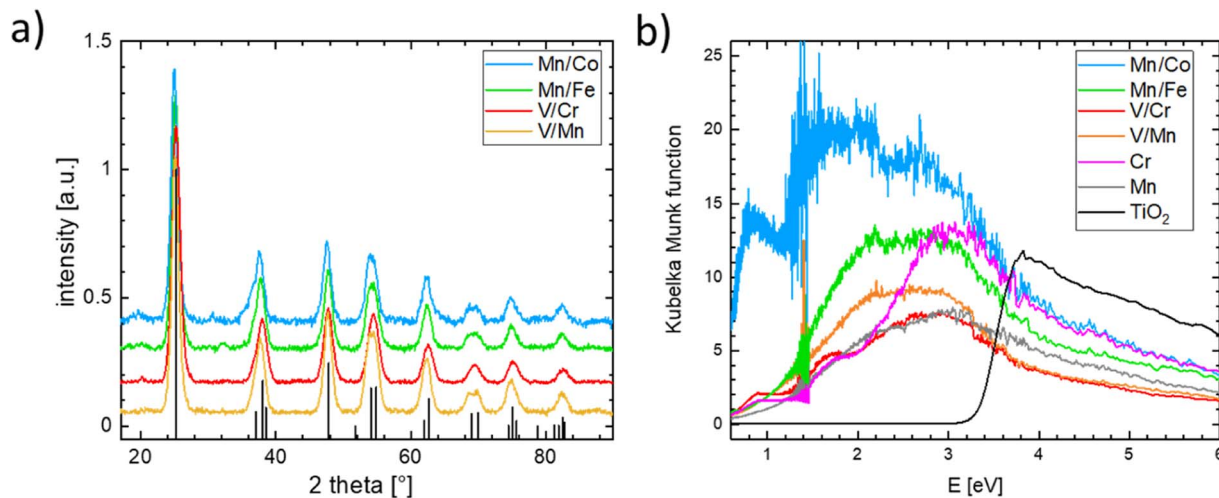 a)
1.5
1
0.5
0
intensity [a.u.]
20
40
60
80
2 theta [°]
Mn/Co
Mn/Fe
V/Cr
V/Mn
b)
26
25
20
15
10
5
0
Kubelka Munk function
1
2
3
4
5
6
E [eV]
Mn/Co
Mn/Fe
V/Cr
V/Mn
Cr
Mn
TiO₂